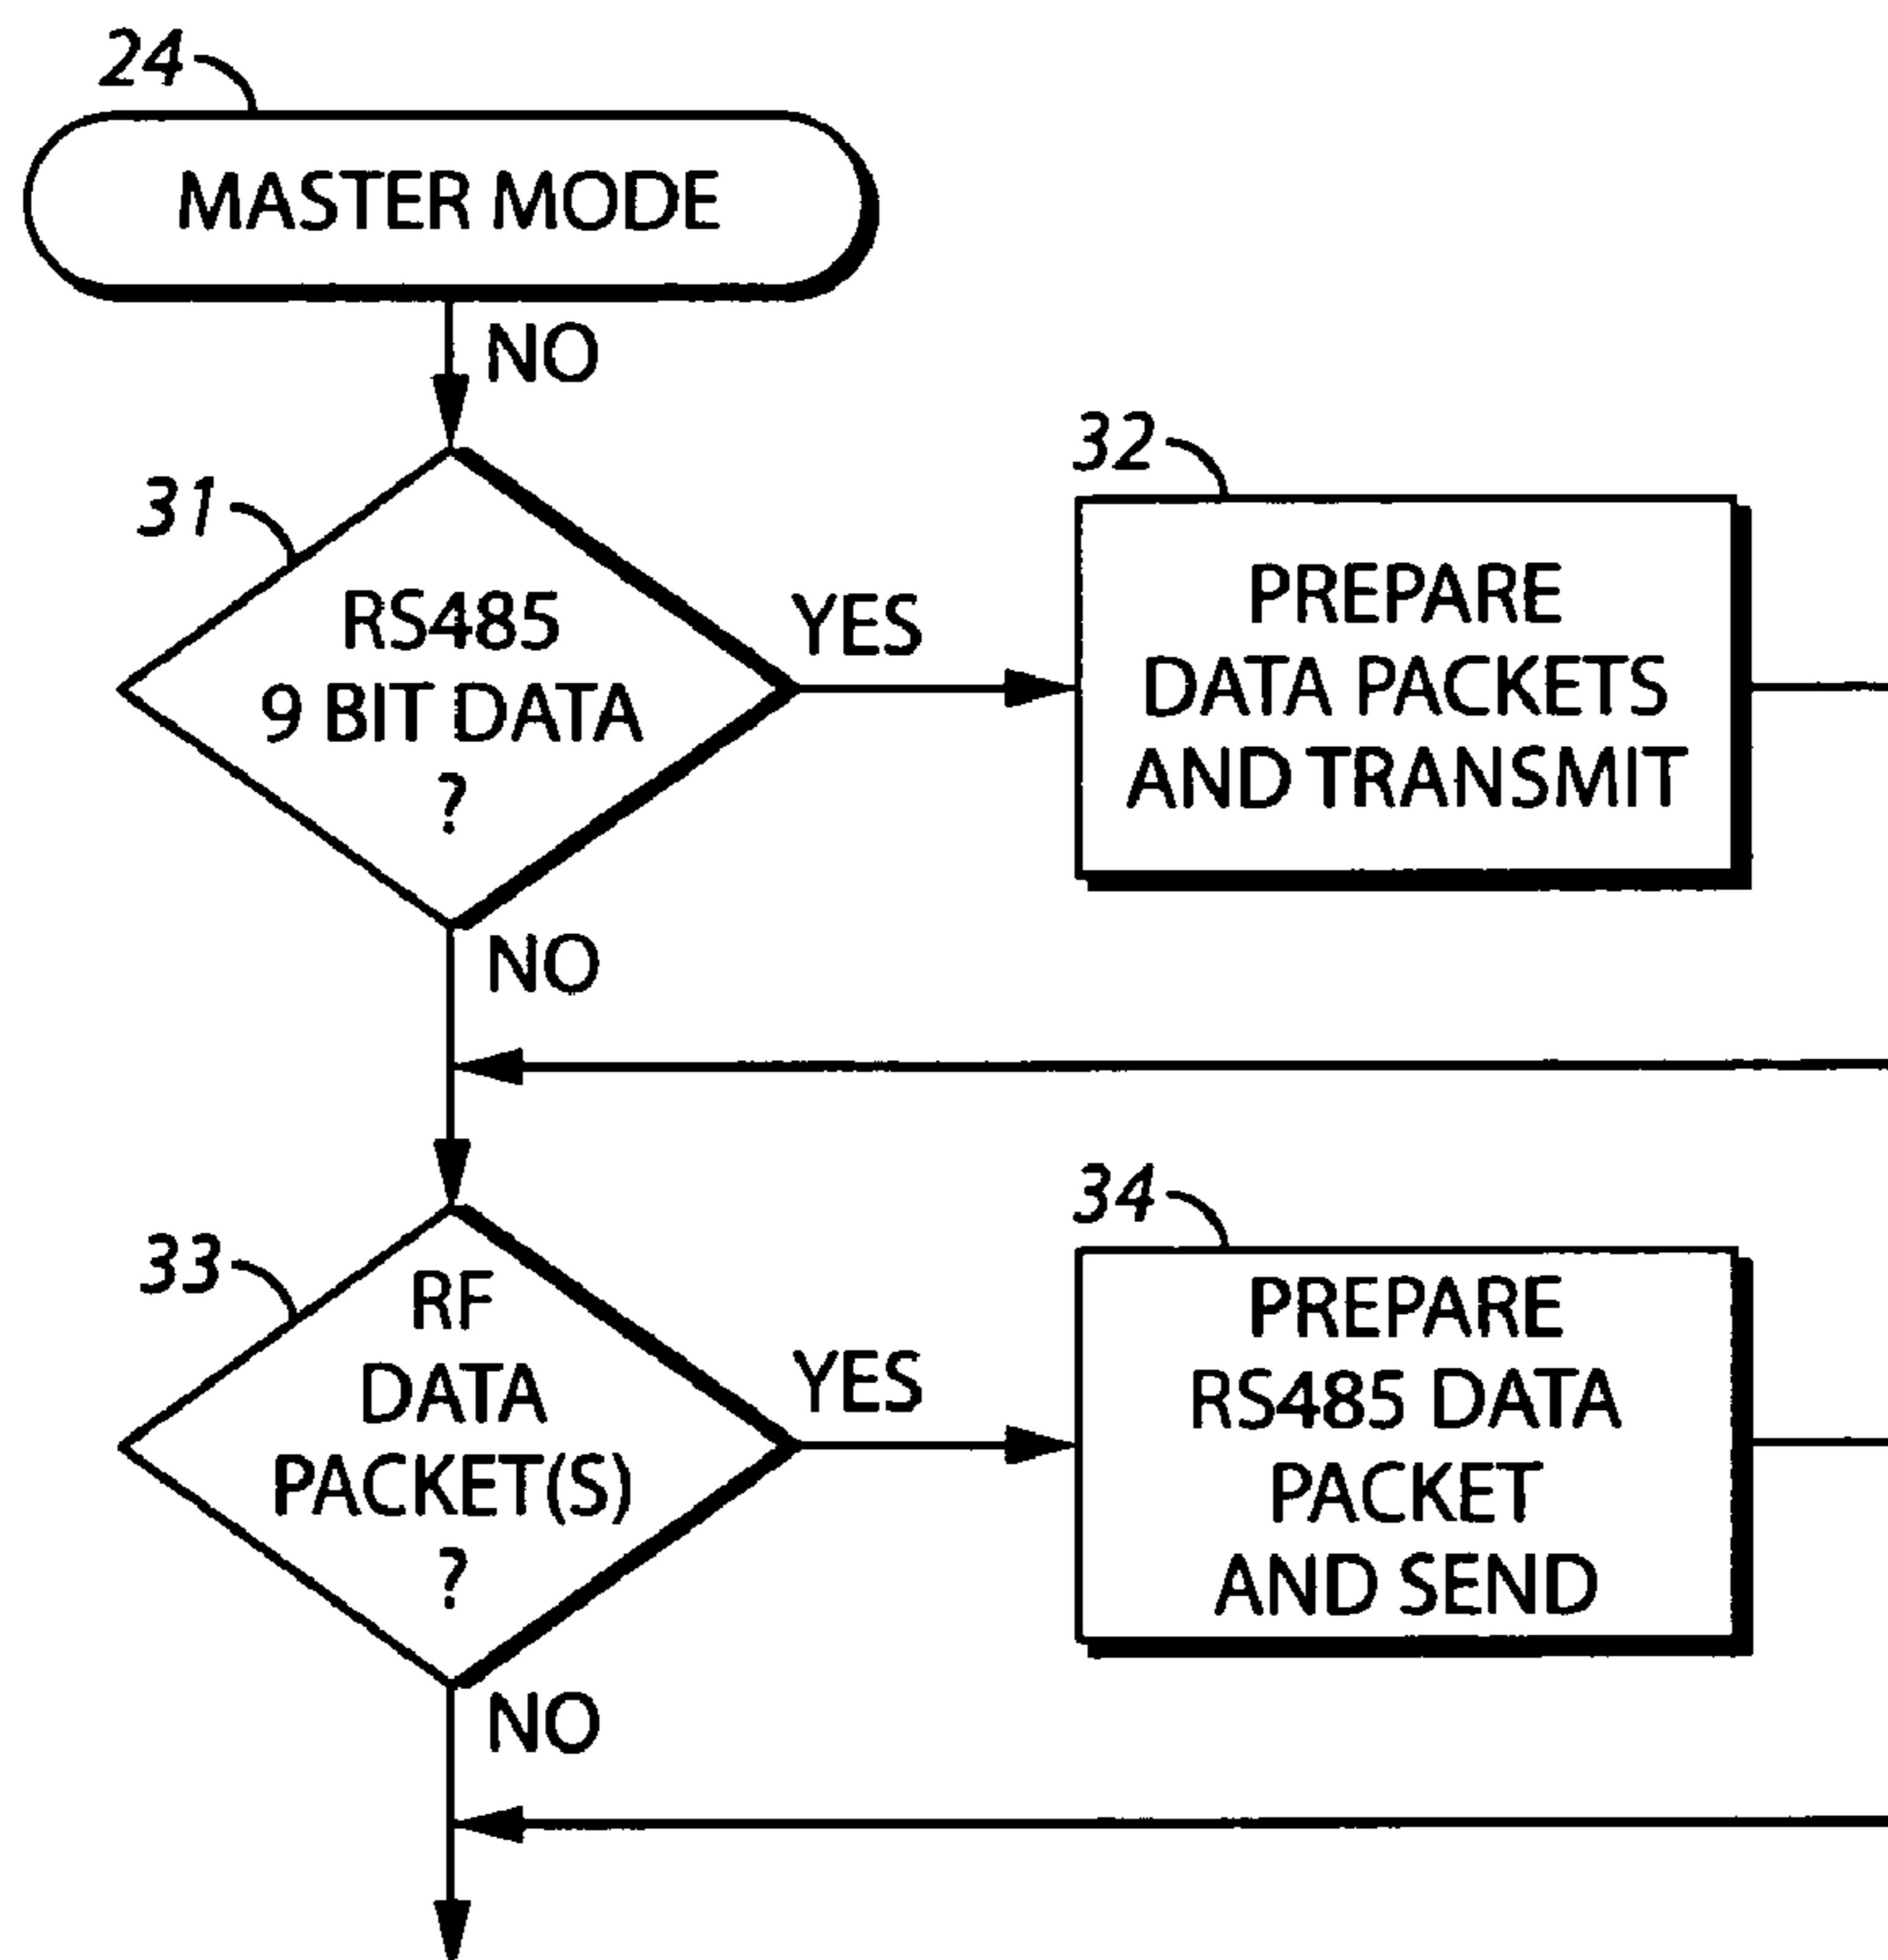 24
MASTER MODE
NO
31
RS485
9 BIT DATA
?
YES
32
PREPARE
DATA PACKETS
AND TRANSMIT
NO
33
RF
DATA
PACKET(S)
?
YES
34
PREPARE
RS485 DATA
PACKET
AND SEND
NO